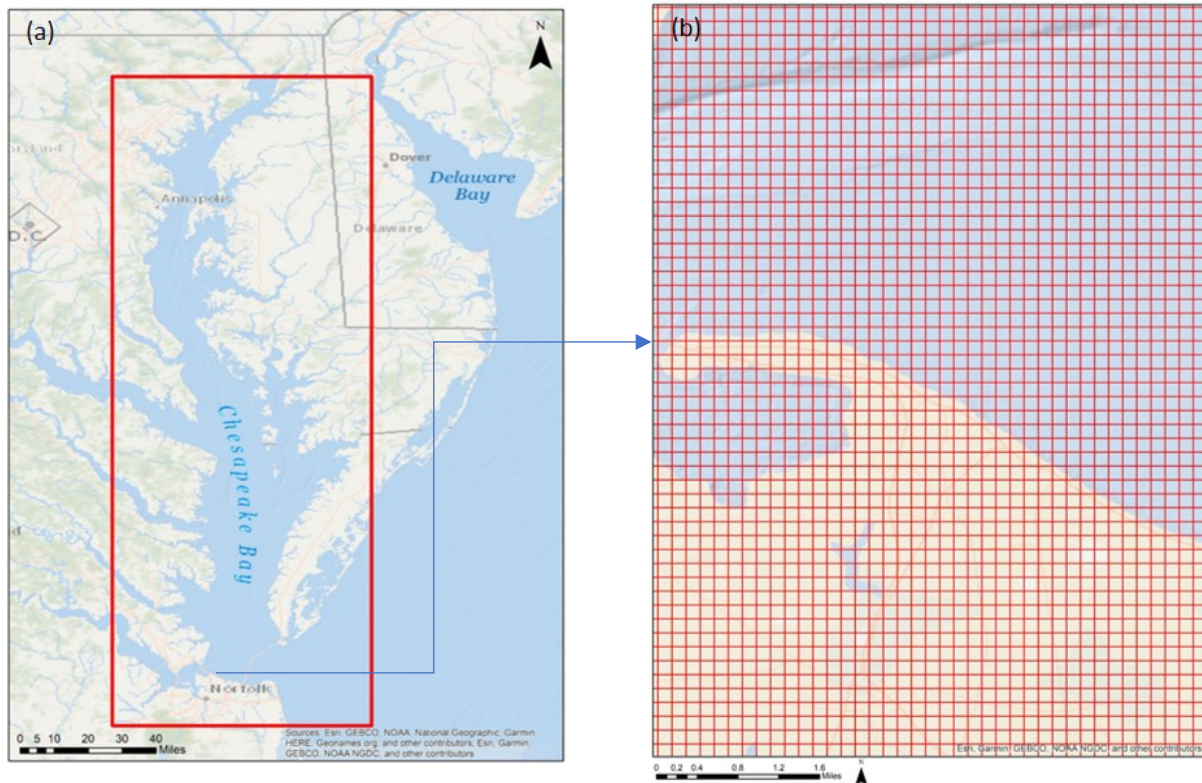 (a)
N
Dover
Delaware
Bay
Annapolis
D.C.
Delaware
Chesapeake Bay
Norfolk
0 5 10 20 30 40
Miles
Sources: Esri, GEBCO, NOAA, National Geographic, Garmin,
HERE, Geonames.org, and other contributors, Esri, Garmin,
GEBCO, NOAA NGDC, and other contributors
(b)
Esri, Garmin, GEBCO, NOAA NGDC, and other contributors
0 0.2 0.4 0.8 1.2 1.6
Miles
N